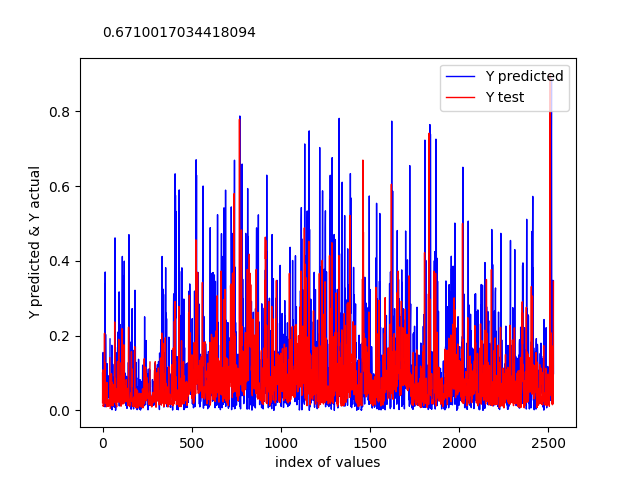 0.6710017034418094
Y predicted
Y test
0.8
0.6
0.4
0.2
0.0
Y predicted & Y actual
0 500 1000 1500 2000 2500
index of values